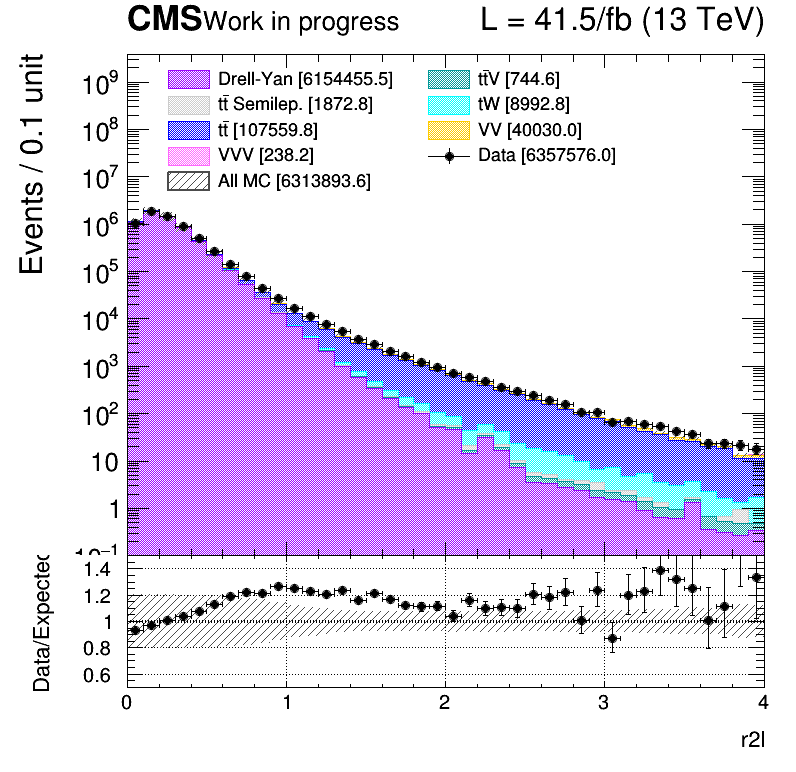 CMS Work in progress L = 41.5/fb (13 TeV)
Events / 0.1 unit
Drell-Yan [6154455.5] tt̄V [744.6]
tt̄ Semilep. [1872.8] tW [8992.8]
tt̄ [107559.8] VV [40030.0]
VVV [238.2] Data [6357576.0]
All MC [6313893.6]
10⁹
10⁸
10⁷
10⁶
10⁵
10⁴
10³
10²
10
1
10⁻¹
Data/Expected
1.4
1.2
1
0.8
0.6
0 1 2 3 4
r2l